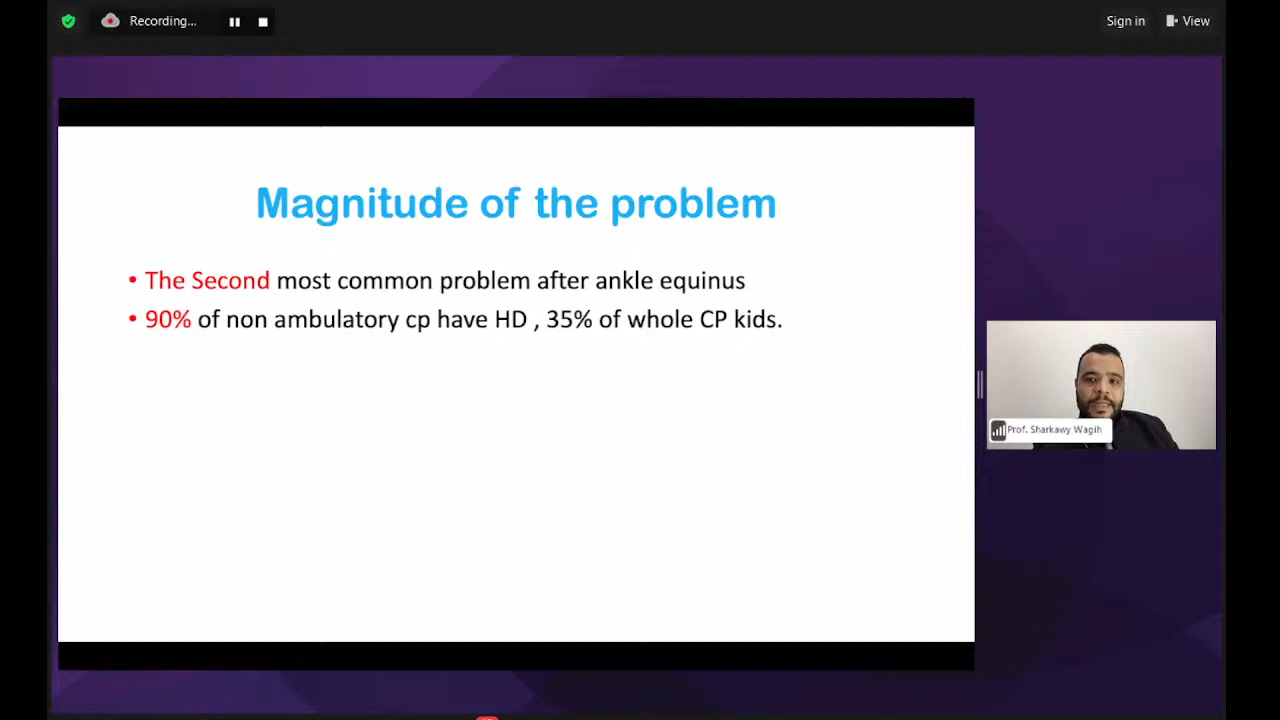 Recording...
Sign in
View
Magnitude of the problem
• The Second most common problem after ankle equinus
• 90% of non ambulatory cp have HD , 35% of whole CP kids.
Prof. Sharkawy Wagih